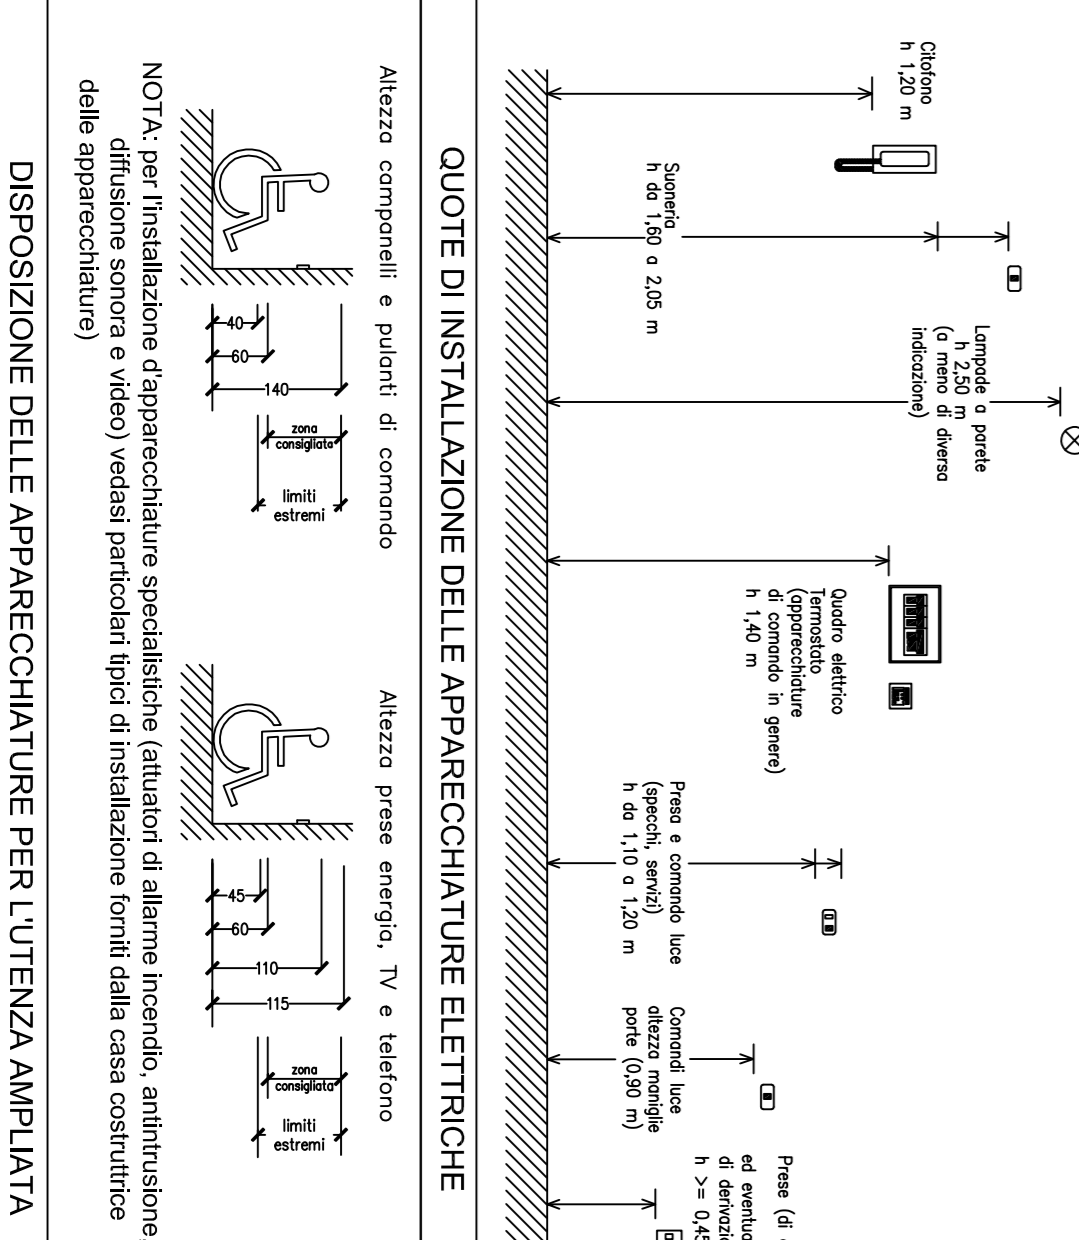 Citofono
h 1,20 m
Suoneria
h da 1,60 a 2,05 m
Lampade a parete
h 2,50 m
(a meno di diversa
indicazione)
Quadro elettrico
Termostato
(apparecchiature
di comando in genere)
h 1,40 m
Presa e comando luce
(specchi, servizi)
h da 1,10 a 1,20 m
Comandi luce
altezza maniglie
porte (0,90 m)
Prese (di
ed eventua
di derivazio
h >= 0,45
QUOTE DI INSTALLAZIONE DELLE APPARECCHIATURE ELETTRICHE
Altezza campanelli e pulanti di comando
40
60
140
zona
consigliata
limiti
estremi
Altezza prese energia, TV e telefono
45
60
110
115
zona
consigliata
limiti
estremi
NOTA: per l'installazione d'apparecchiature specialistiche (attuatori di allarme incendio, antintrusione,
diffusione sonora e video) vedasi particolari tipici di installazione forniti dalla casa costruttrice
delle apparecchiature)
DISPOSIZIONE DELLE APPARECCHIATURE PER L'UTENZA AMPLIATA